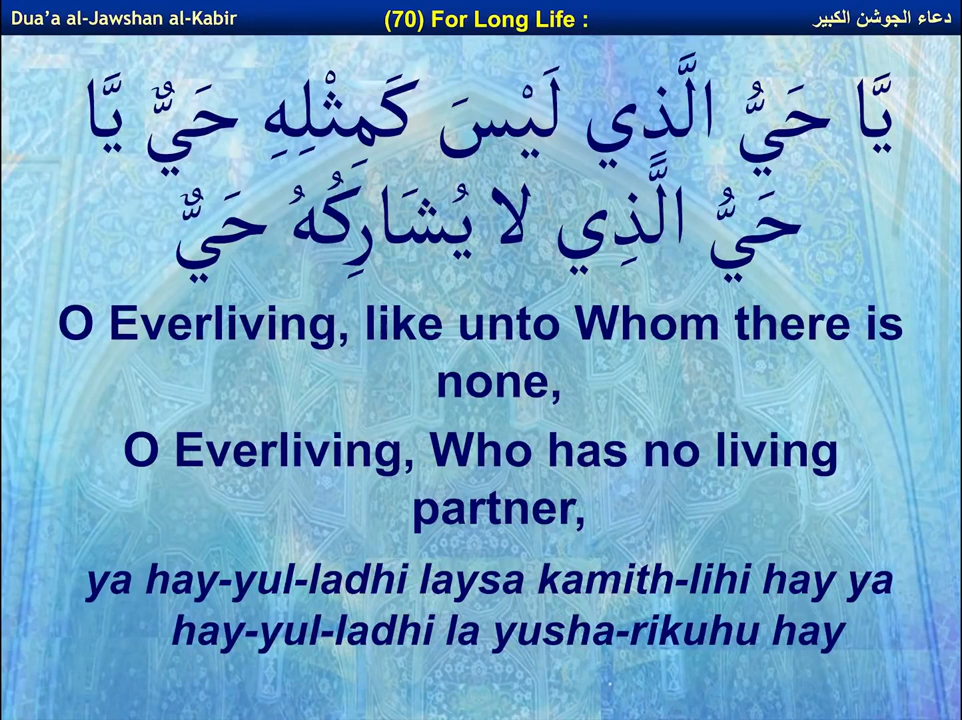 Dua’a al-Jawshan al-Kabir
(70) For Long Life :
دعاء الجوشن الكبير
يَّا حَيُّ الَّذِي لَيْسَ كَمِثْلِهِ حَيٌّ يَّا
حَيُّ الَّذِي لا يُشَارِكُهُ حَيٌّ
O Everliving, like unto Whom there is
none,
O Everliving, Who has no living
partner,
ya hay-yul-ladhi laysa kamith-lihi hay ya
hay-yul-ladhi la yusha-rikuhu hay